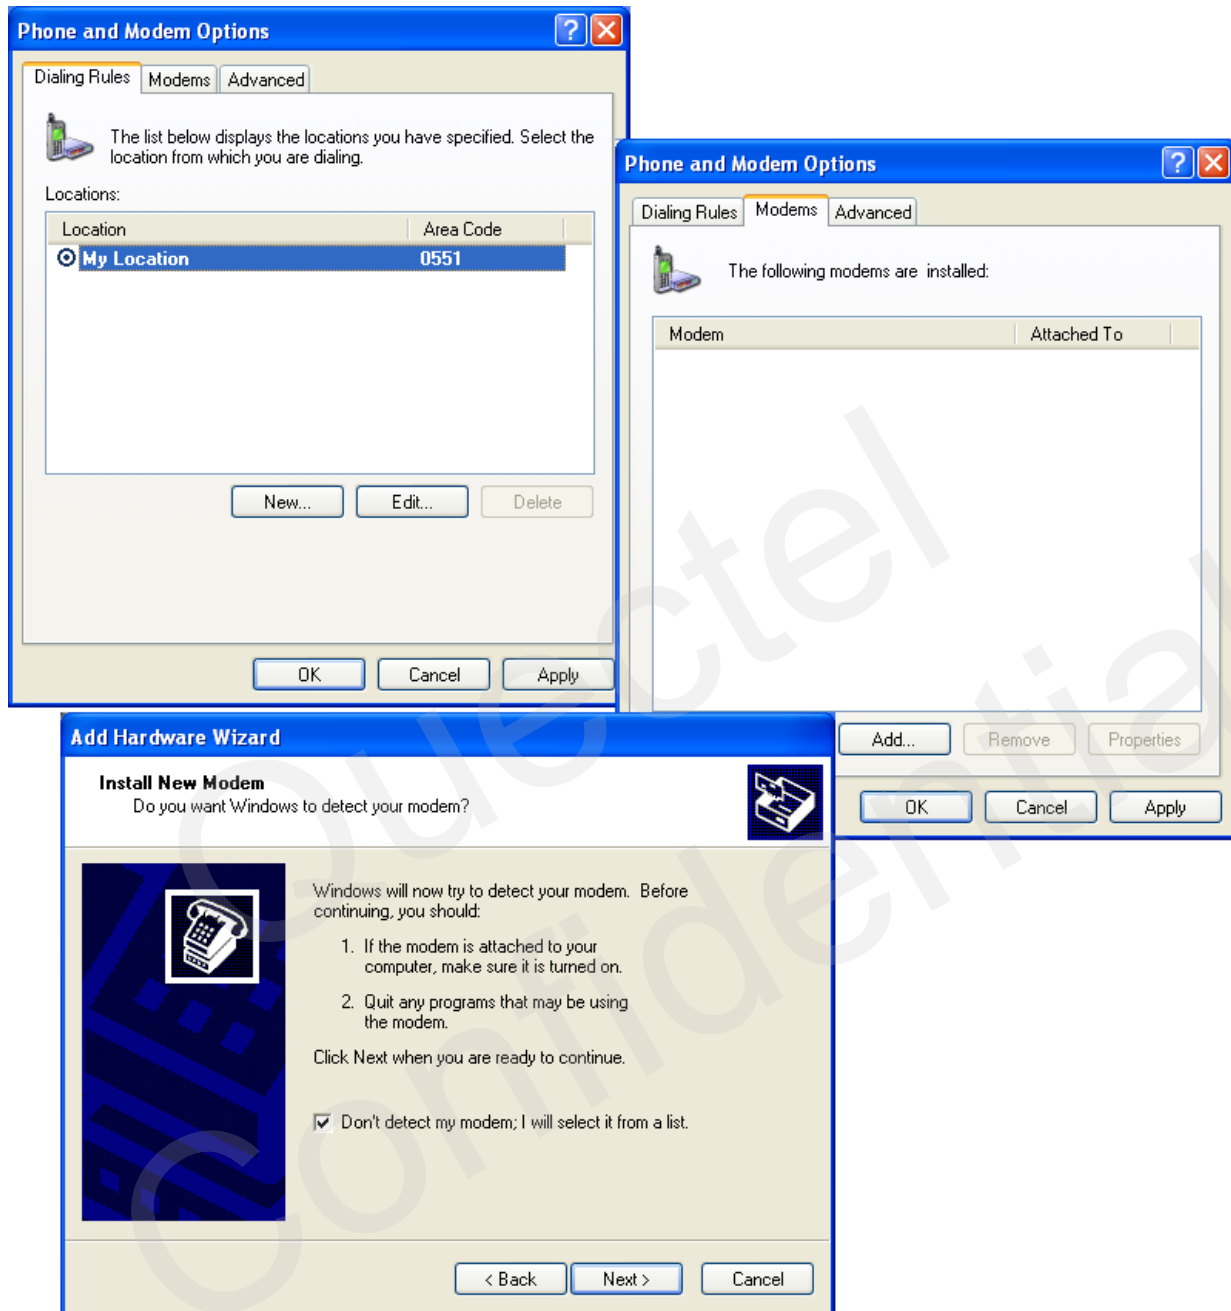 Phone and Modem Options
Dialing Rules Modems Advanced
The list below displays the locations you have specified. Select the
location from which you are dialing.
Locations:
Location Area Code
My Location 0551
New... Edit... Delete
OK Cancel Apply
Phone and Modem Options
Dialing Rules Modems Advanced
The following modems are installed:
Modem Attached To
Add... Remove Properties
OK Cancel Apply
Add Hardware Wizard
Install New Modem
Do you want Windows to detect your modem?
Windows will now try to detect your modem. Before
continuing, you should:
1. If the modem is attached to your
computer, make sure it is turned on.
2. Quit any programs that may be using
the modem.
Click Next when you are ready to continue.
Don't detect my modem; I will select it from a list.
< Back Next > Cancel
Quectel
Confidential